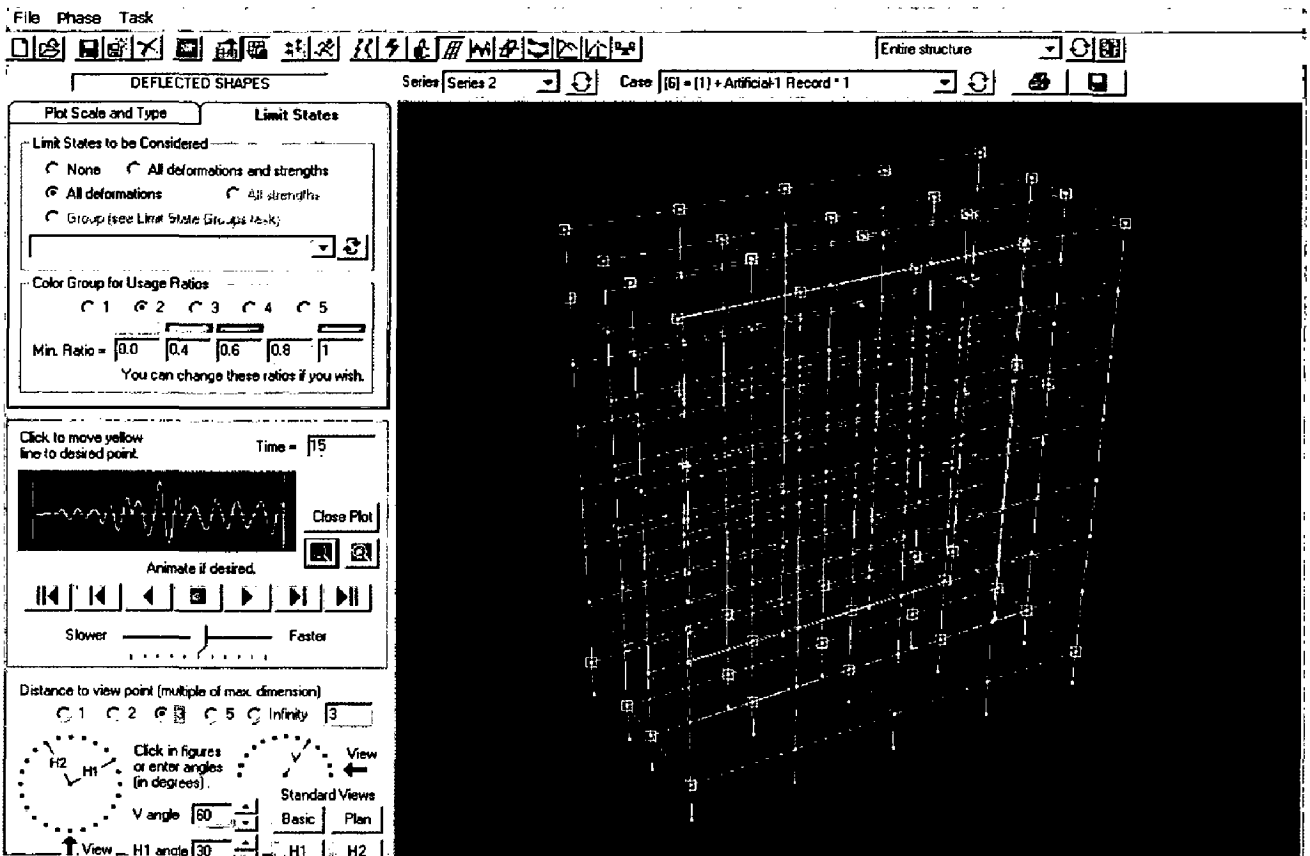 File Phase Task
Entire structure
DEFLECTED SHAPES
Series Series 2 Case [6] = [1] + Artificial-1 Record * 1
Plot Scale and Type Limit States
Limit States to be Considered
None All deformations and strengths
All deformations All strengths
Group (see Limit State Groups task)
Color Group for Usage Ratios
1 2 3 4 5
Min. Ratio = 0.0 0.4 0.6 0.8 1
You can change these ratios if you wish.
Click to move yellow
line to desired point.
Time = 15
Close Plot
Animate if desired.
Slower Faster
Distance to view point (multiple of max. dimension)
1 2 3 5 Infinity 3
H2 H1
Click in figures
or enter angles
(in degrees).
V View
Standard Views
V angle 60 Basic Plan
View H1 angle 30 H1 H2